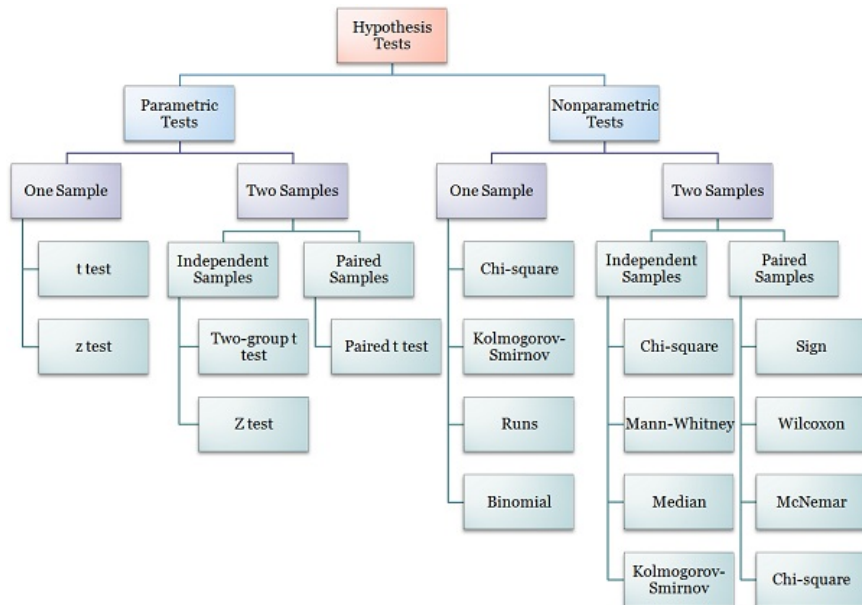 Hypothesis
Tests
Parametric
Tests
Nonparametric
Tests
One Sample
Two Samples
One Sample
Two Samples
t test
z test
Independent
Samples
Paired
Samples
Two-group t
test
Paired t test
Z test
Chi-square
Kolmogorov-
Smirnov
Runs
Binomial
Independent
Samples
Paired
Samples
Chi-square
Mann-Whitney
Median
Kolmogorov-
Smirnov
Sign
Wilcoxon
McNemar
Chi-square